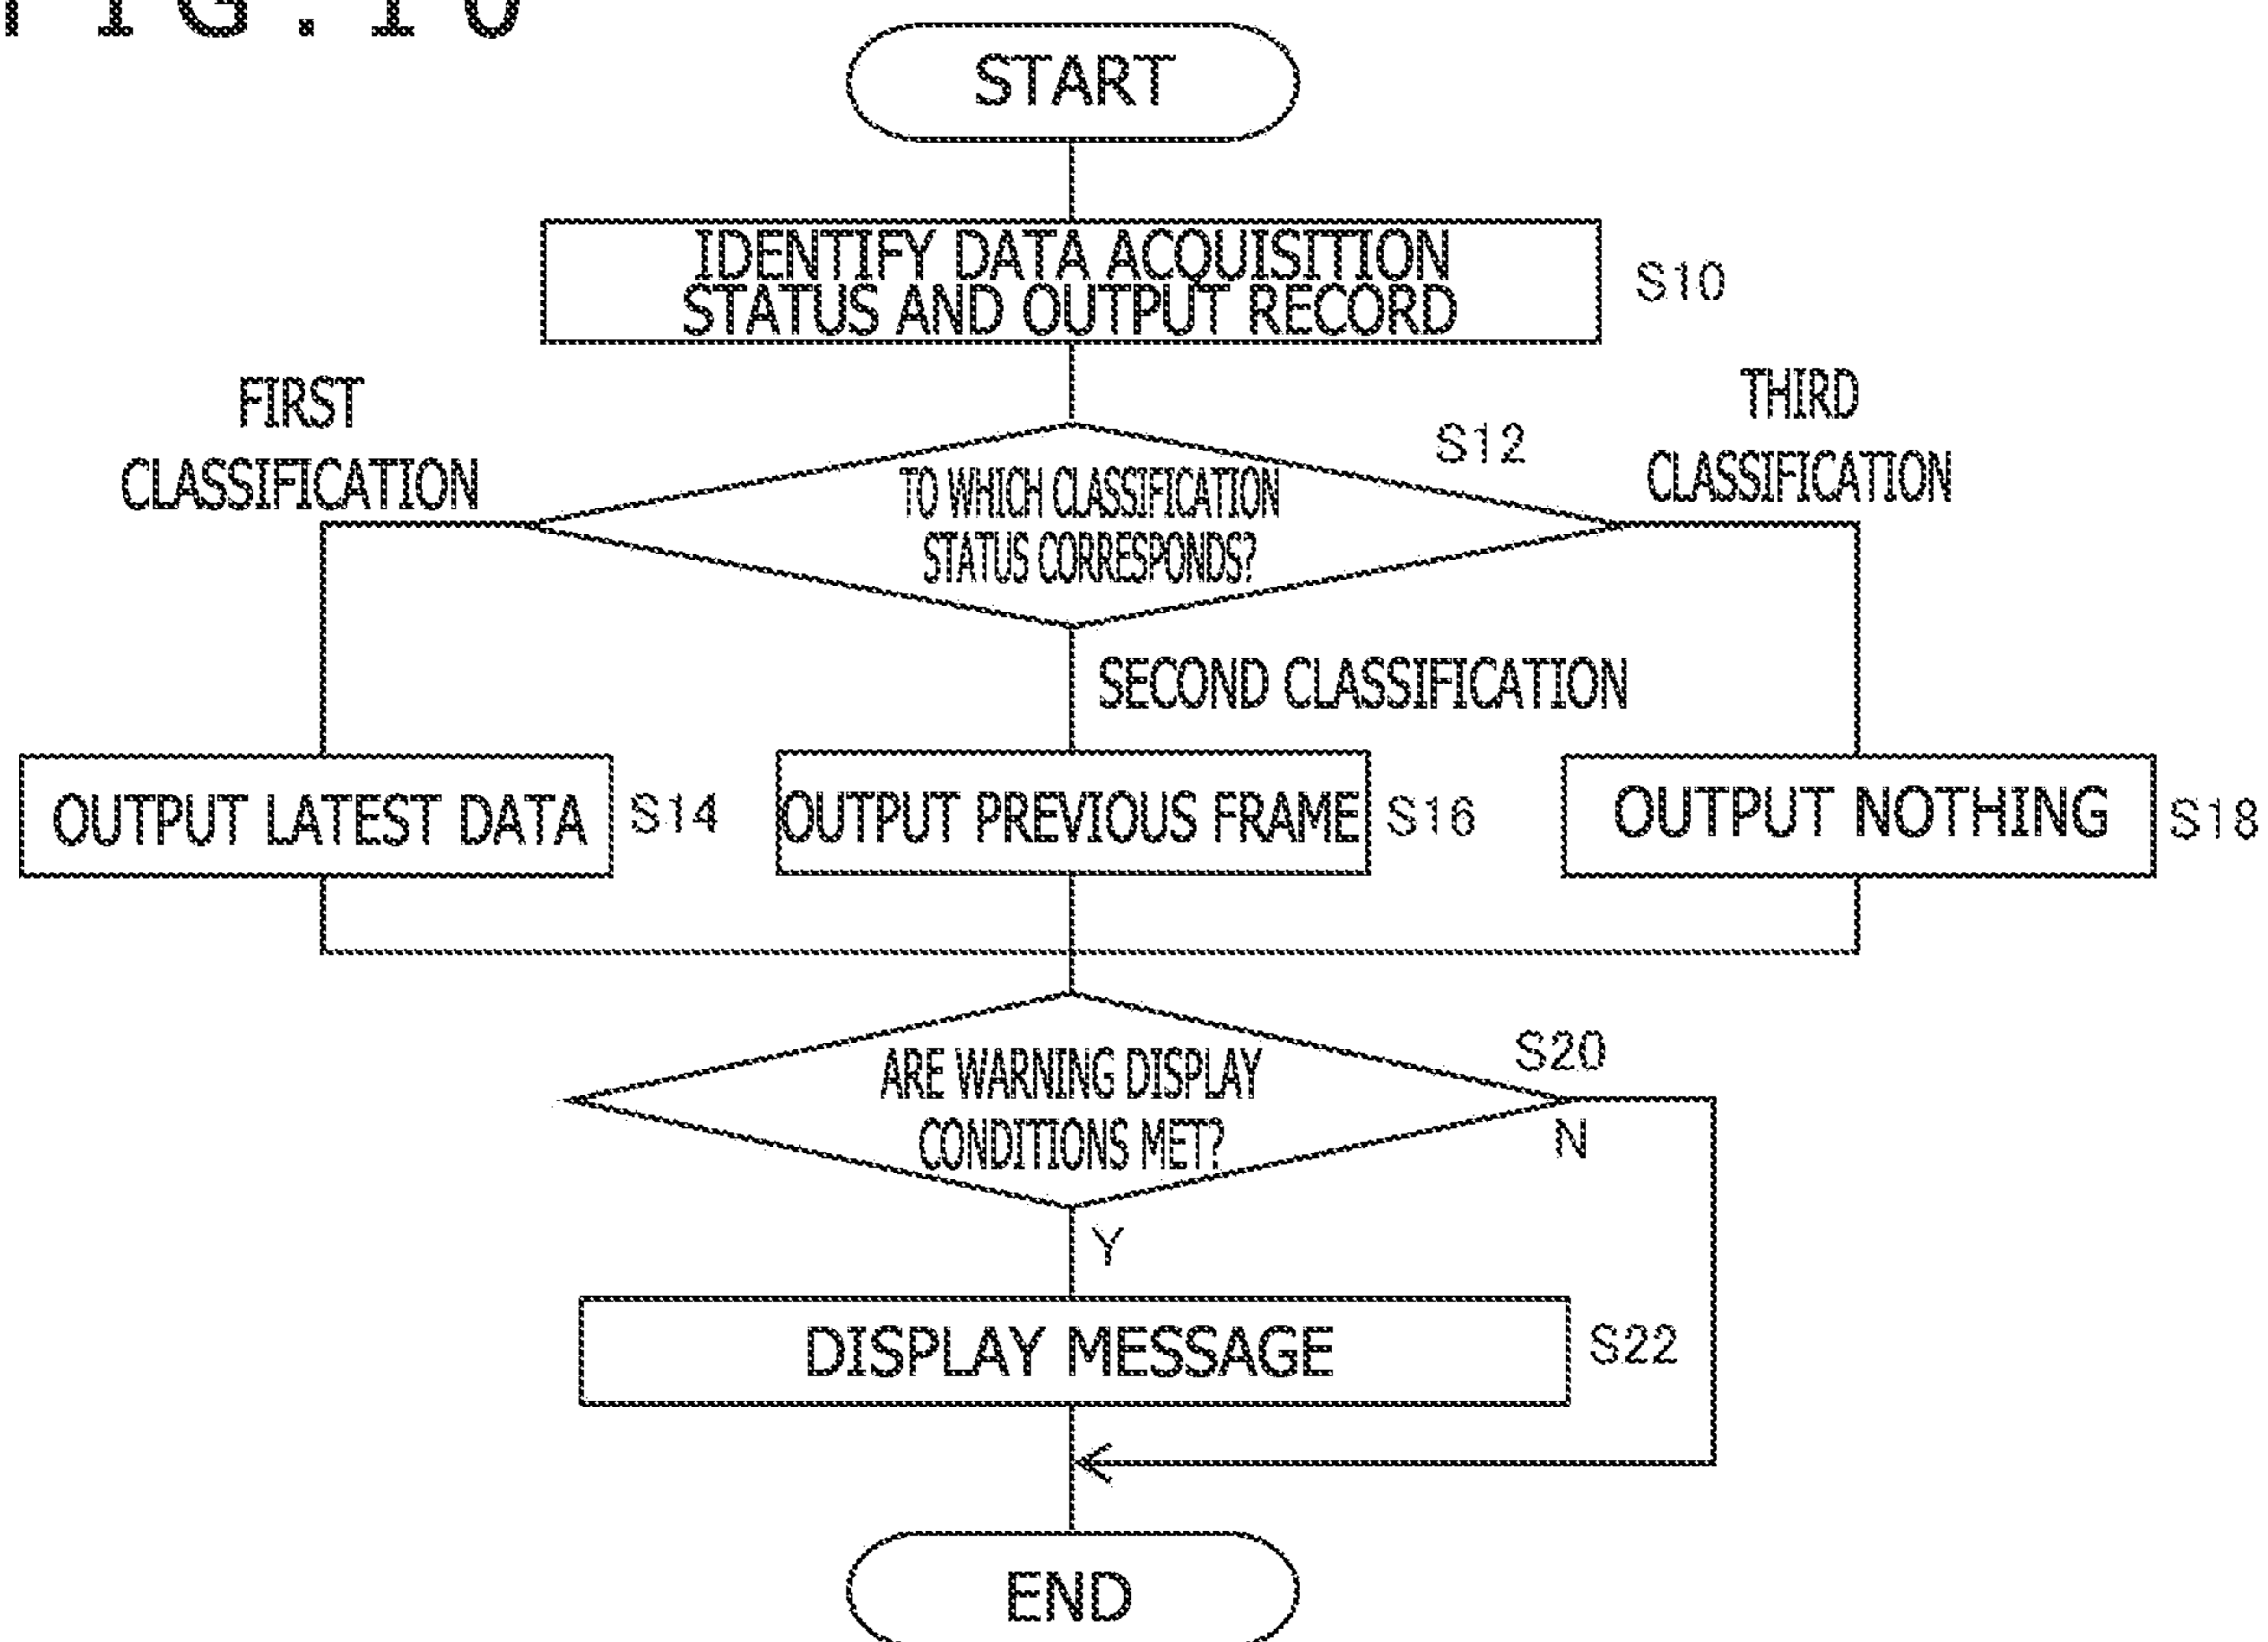 FIG.10
START
IDENTIFY DATA ACQUISITION
STATUS AND OUTPUT RECORD
S10
FIRST
CLASSIFICATION
THIRD
CLASSIFICATION
S12
TO WHICH CLASSIFICATION
STATUS CORRESPONDS?
SECOND CLASSIFICATION
OUTPUT LATEST DATA
S14
OUTPUT PREVIOUS FRAME
S16
OUTPUT NOTHING
S18
ARE WARNING DISPLAY
CONDITIONS MET?
S20
N
Y
DISPLAY MESSAGE
S22
END